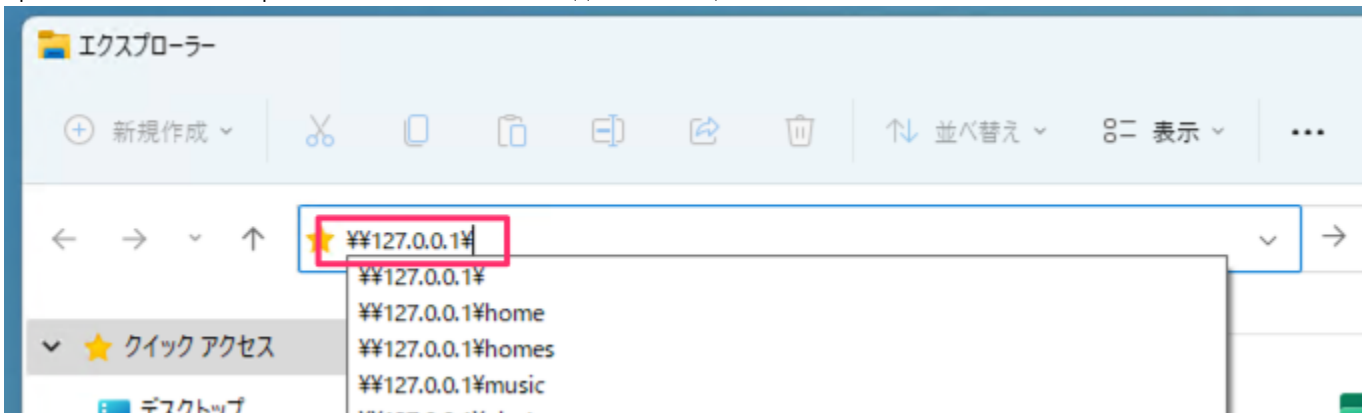 エクスプローラー
新規作成
並べ替え
表示
¥¥127.0.0.1¥
¥¥127.0.0.1¥
¥¥127.0.0.1¥home
¥¥127.0.0.1¥homes
クイック アクセス
¥¥127.0.0.1¥music
デスクトップ